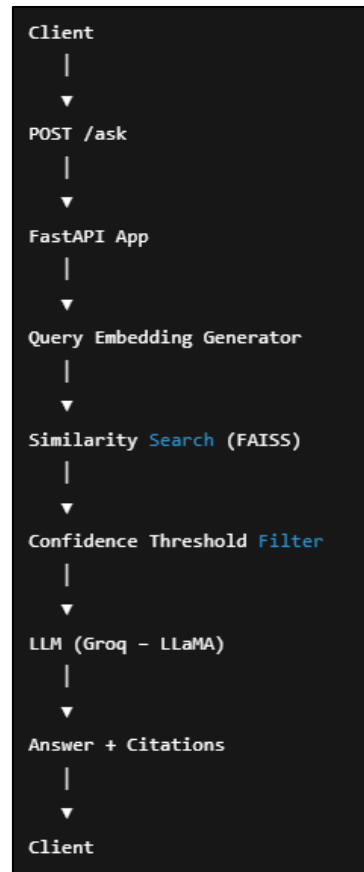 Client
|
▼
POST /ask
|
▼
FastAPI App
|
▼
Query Embedding Generator
|
▼
Similarity Search (FAISS)
|
▼
Confidence Threshold Filter
|
▼
LLM (Groq – LLaMA)
|
▼
Answer + Citations
|
▼
Client